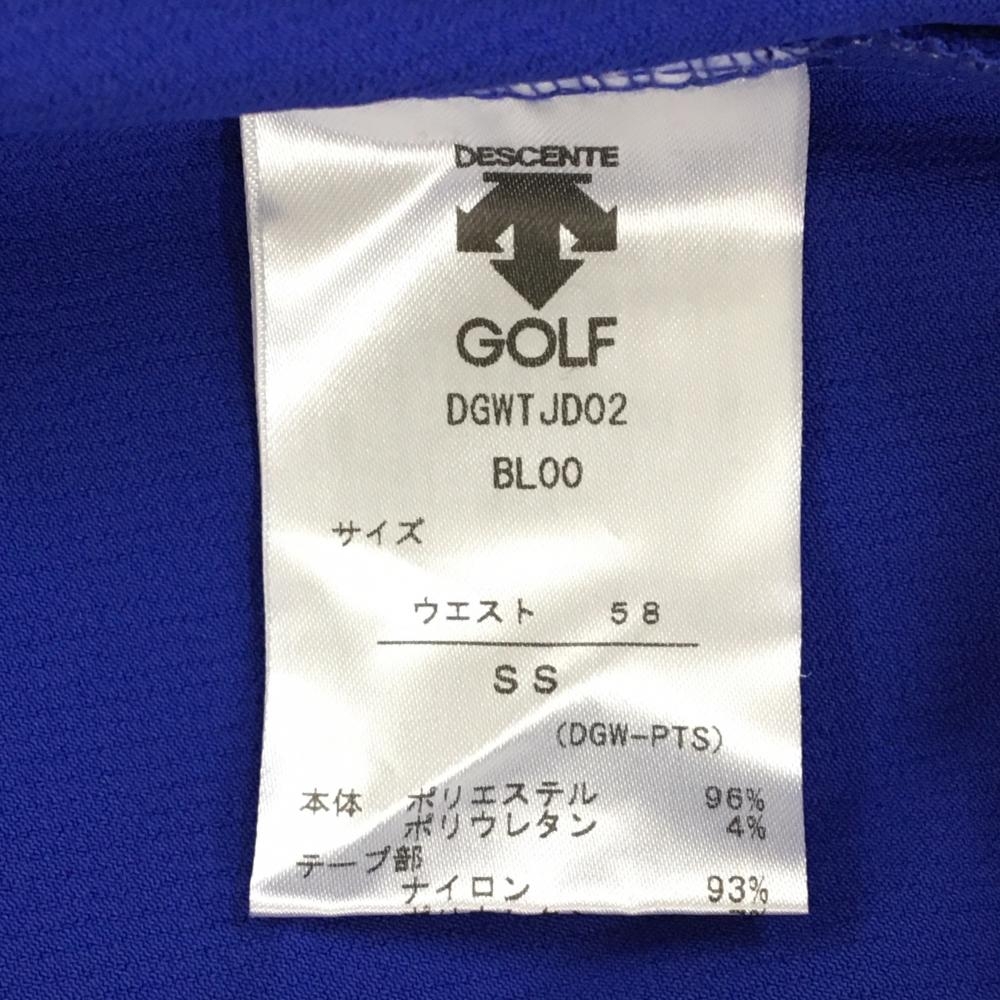 DESCENTE
GOLF
DGWTJD02
BL00
サイズ
ウエスト 58
SS
(DGW-PTS)
本体 ポリエステル 96%
ポリウレタン 4%
テープ部
ナイロン 93%